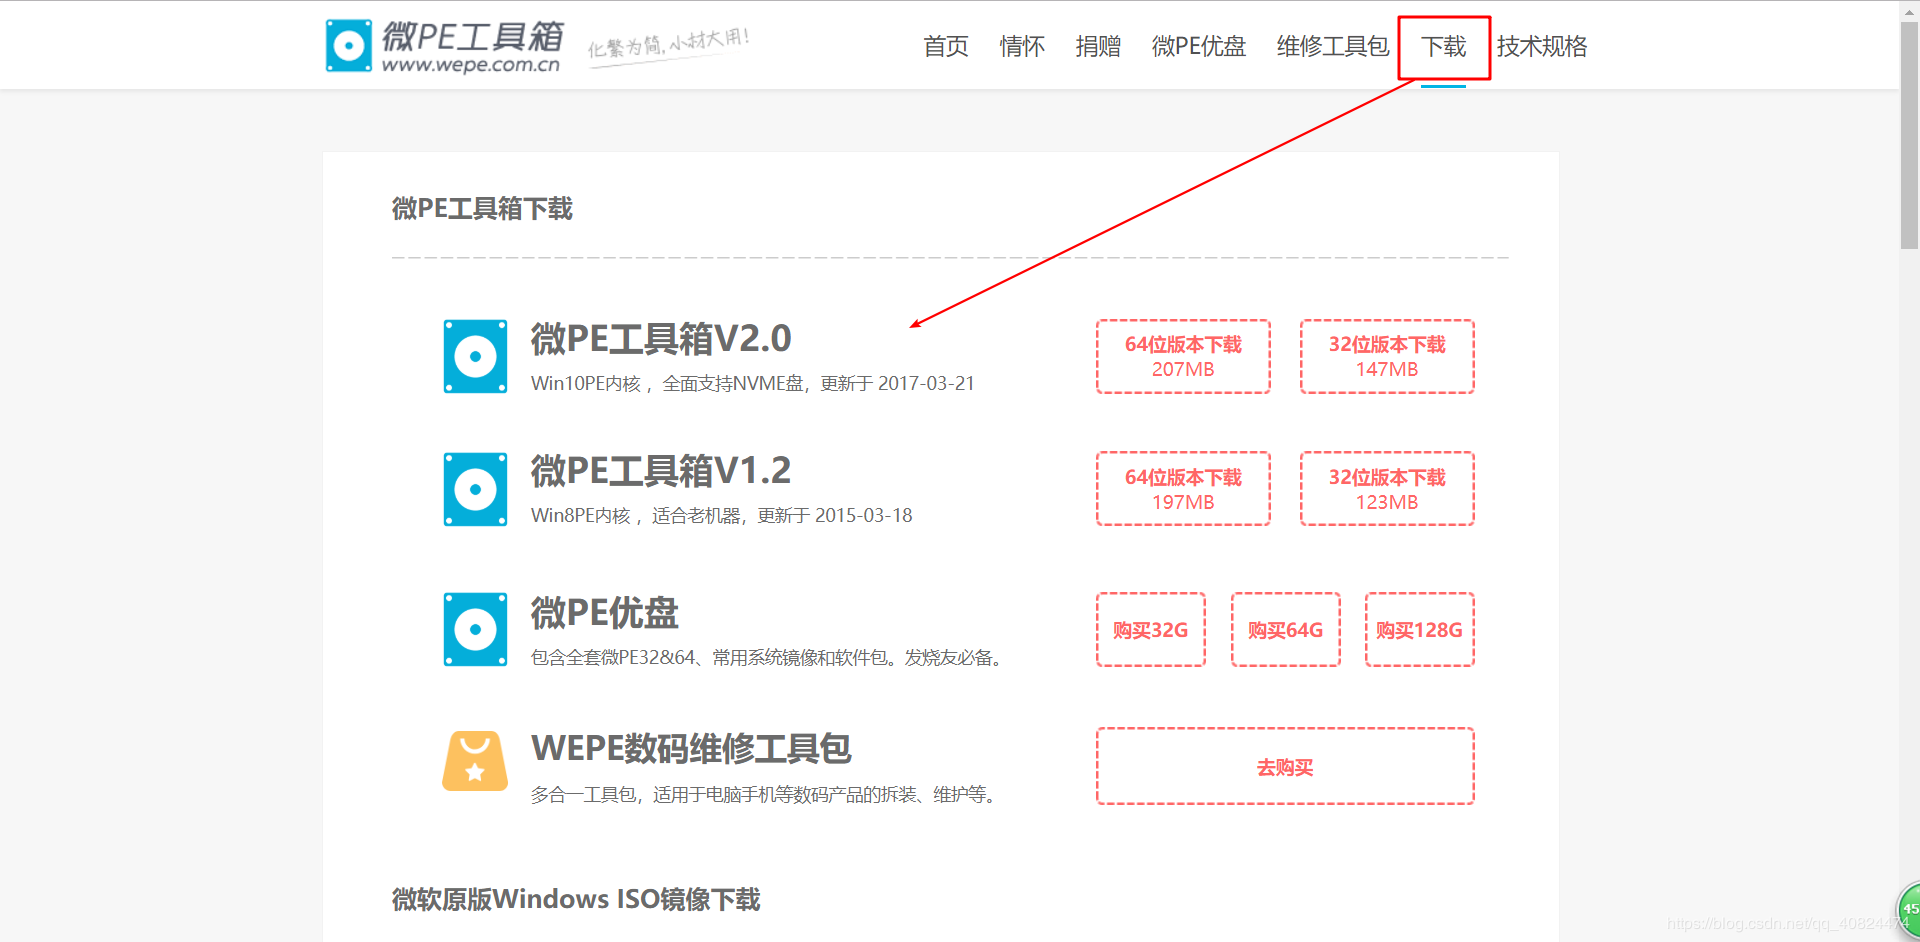 微PE工具箱
www.wepe.com.cn
化繁为简,小材大用!
首页 情怀 捐赠 微PE优盘 维修工具包 下载 技术规格
微PE工具箱下载
微PE工具箱V2.0
Win10PE内核 ，全面支持NVME盘，更新于 2017-03-21
64位版本下载
207MB
32位版本下载
147MB
微PE工具箱V1.2
Win8PE内核 ，适合老机器，更新于 2015-03-18
64位版本下载
197MB
32位版本下载
123MB
微PE优盘
包含全套微PE32&64、常用系统镜像和软件包。发烧友必备。
购买32G
购买64G
购买128G
WEPE数码维修工具包
多合一工具包，适用于电脑手机等数码产品的拆装、维护等。
去购买
微软原版Windows ISO镜像下载
45
https://blog.csdn.net/qq_40824474